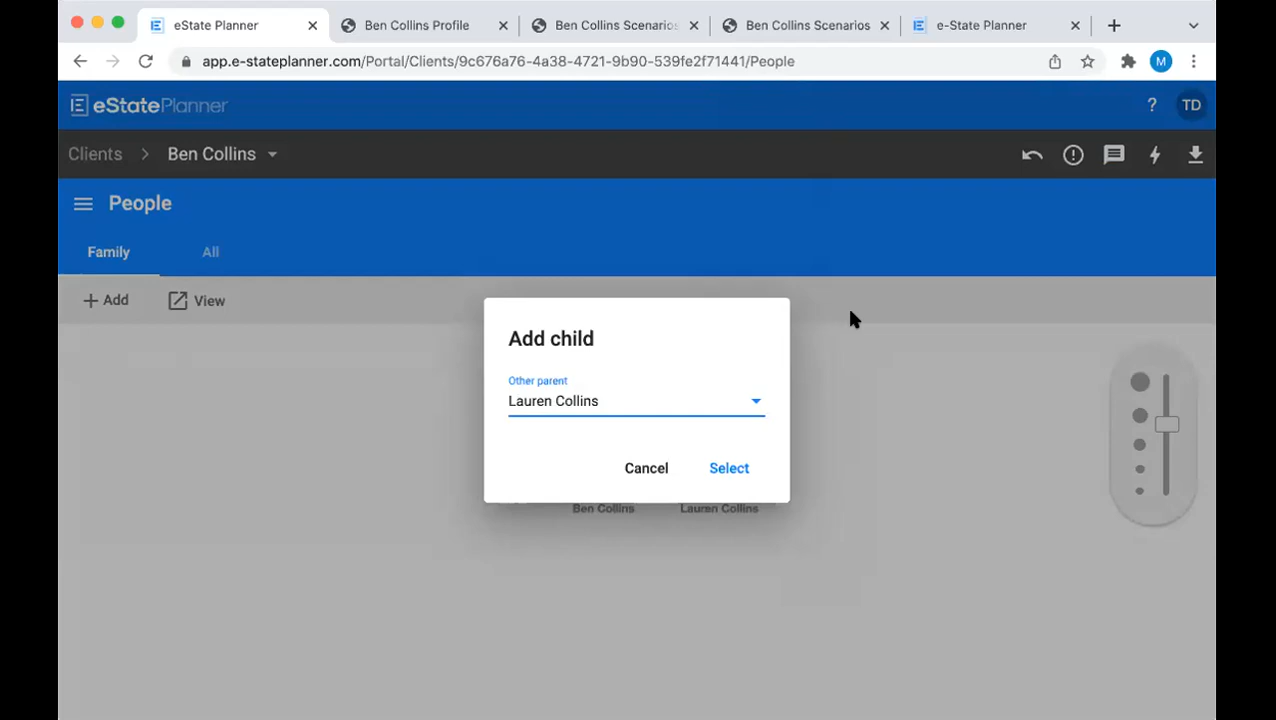 eState Planner
Ben Collins Profile
Ben Collins Scenarios
Ben Collins Scenarios
e-State Planner
app.e-stateplanner.com/Portal/Clients/9c676a76-4a38-4721-9b90-539fe2f71441/People
M
eStatePlanner
?
TD
Clients > Ben Collins
People
Family
All
+ Add
View
Add child
Other parent
Lauren Collins
Cancel
Select
Ben Collins
Lauren Collins